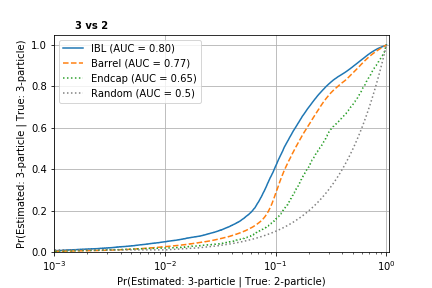 3 vs 2
Pr(Estimated: 3-particle | True: 3-particle)
1.0
0.8
0.6
0.4
0.2
0.0
IBL (AUC = 0.80)
Barrel (AUC = 0.77)
Endcap (AUC = 0.65)
Random (AUC = 0.5)
10⁻³
10⁻²
10⁻¹
10⁰
Pr(Estimated: 3-particle | True: 2-particle)